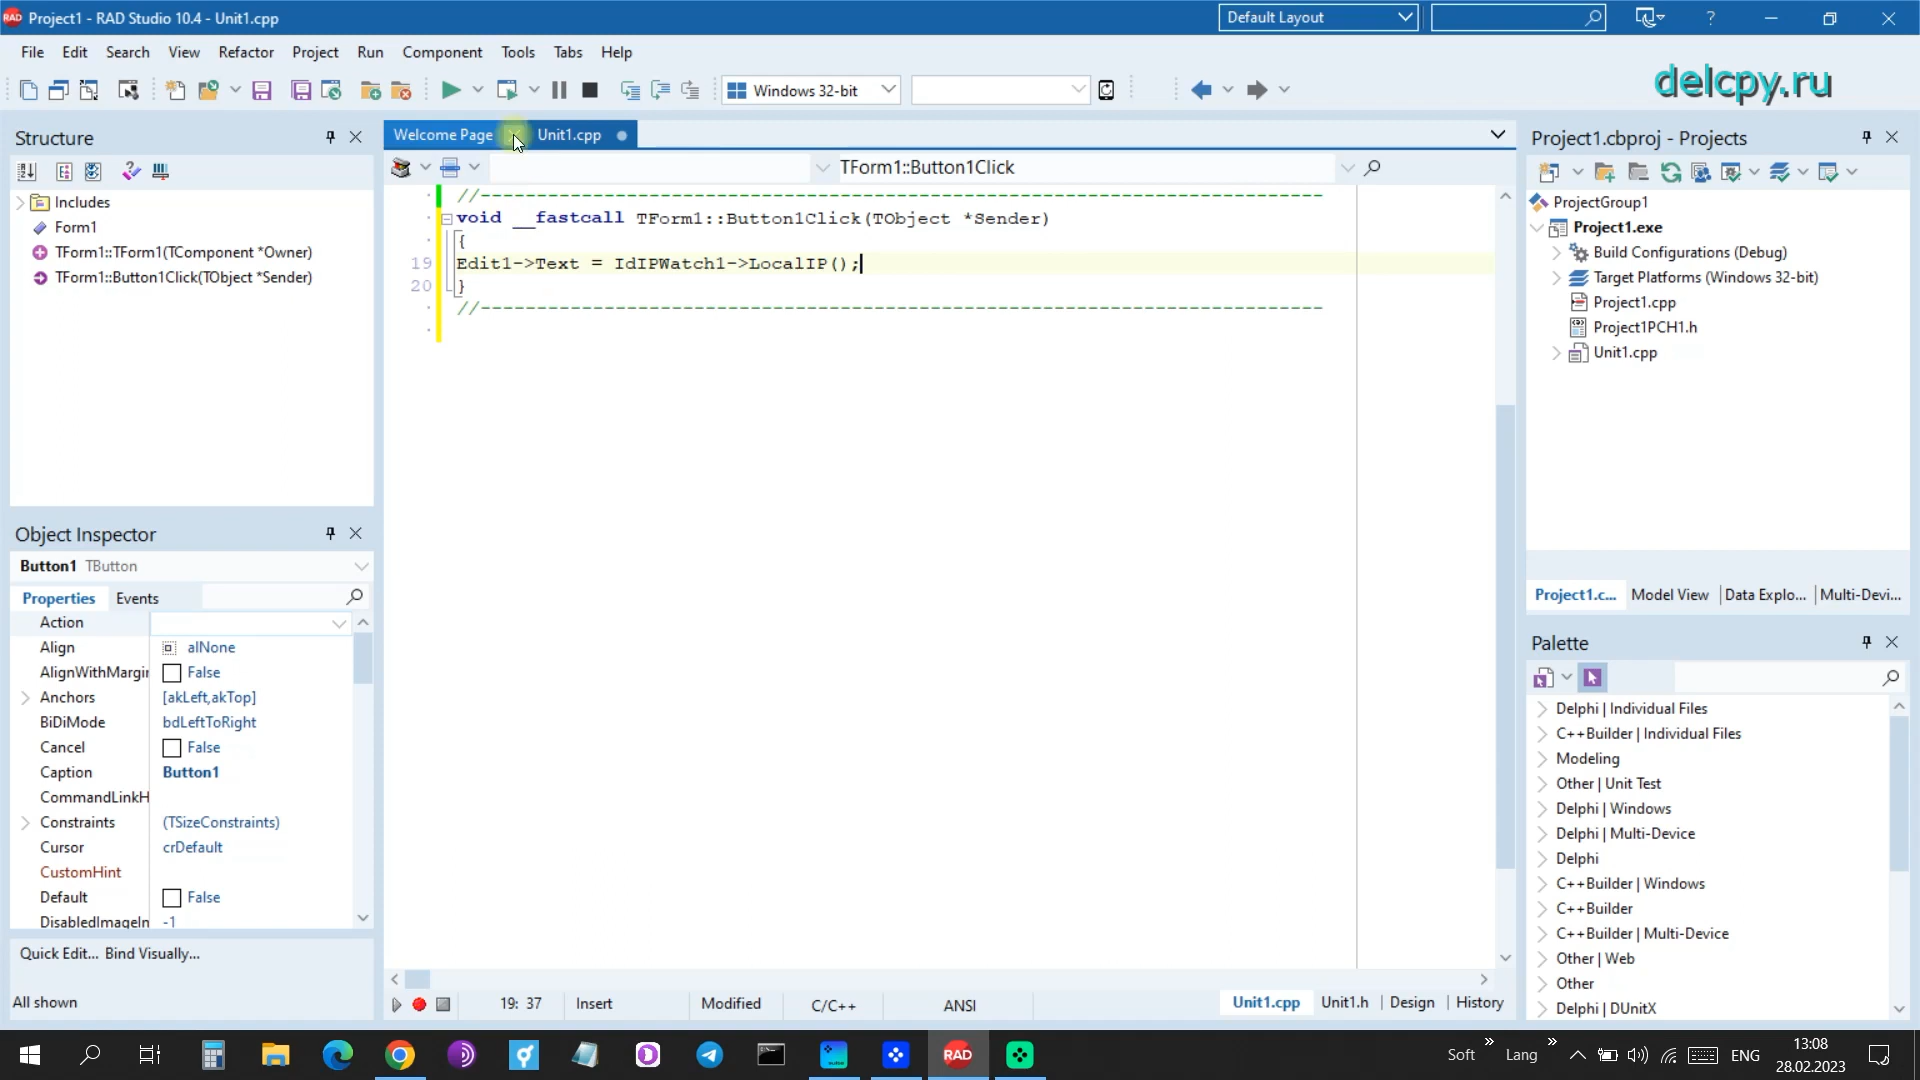 Project1 - RAD Studio 10.4 - Unit1.cpp
Default Layout
?
File Edit Search View Refactor Project Run Component Tools Tabs Help
Windows 32-bit
delcpy.ru
Structure
Includes
Form1
TForm1::TForm1(TComponent *Owner)
TForm1::Button1Click(TObject *Sender)
Object Inspector
Button1 TButton
Properties Events
Action
Align alNone
AlignWithMargin False
Anchors [akLeft,akTop]
BiDiMode bdLeftToRight
Cancel False
Caption Button1
CommandLinkH
Constraints (TSizeConstraints)
Cursor crDefault
CustomHint
Default False
DisabledImageIn -1
Quick Edit... Bind Visually...
All shown
Welcome Page Unit1.cpp
TForm1::Button1Click
//---------------------------------------------------------------------------
void __fastcall TForm1::Button1Click(TObject *Sender)
{
19 Edit1->Text = IdIPWatch1->LocalIP();
20 }
//---------------------------------------------------------------------------
19: 37 Insert Modified C/C++ ANSI Unit1.cpp Unit1.h Design History
Project1.cbproj - Projects
ProjectGroup1
Project1.exe
Build Configurations (Debug)
Target Platforms (Windows 32-bit)
Project1.cpp
Project1PCH1.h
Unit1.cpp
Project1.c... Model View Data Explo... Multi-Devi...
Palette
Delphi | Individual Files
C++Builder | Individual Files
Modeling
Other | Unit Test
Delphi | Windows
Delphi | Multi-Device
Delphi
C++Builder | Windows
C++Builder
C++Builder | Multi-Device
Other | Web
Other
Delphi | DUnitX
RAD
Soft » Lang » ENG
13:08
28.02.2023